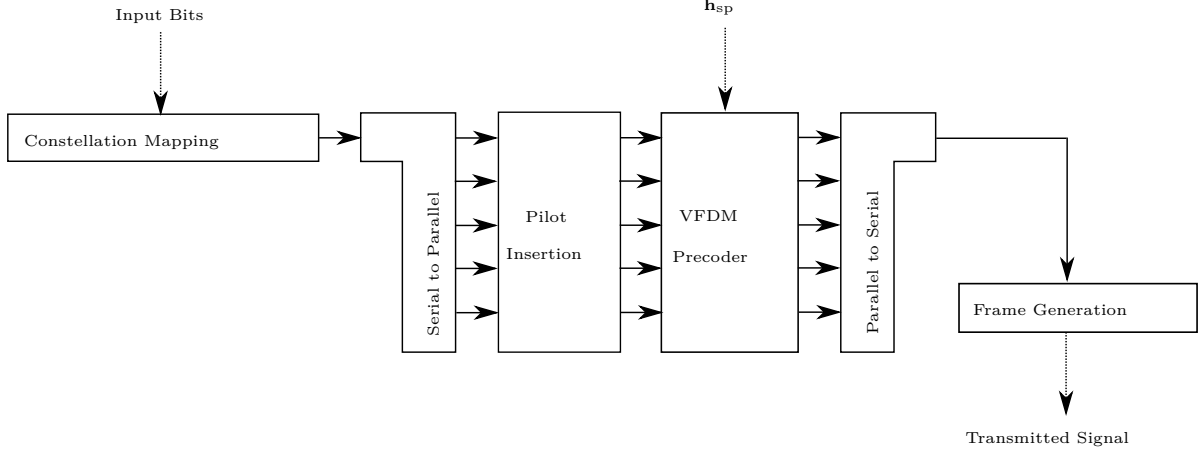 Input Bits
h_sp
Constellation Mapping
Serial to Parallel
Pilot
Insertion
VFDM
Precoder
Parallel to Serial
Frame Generation
Transmitted Signal